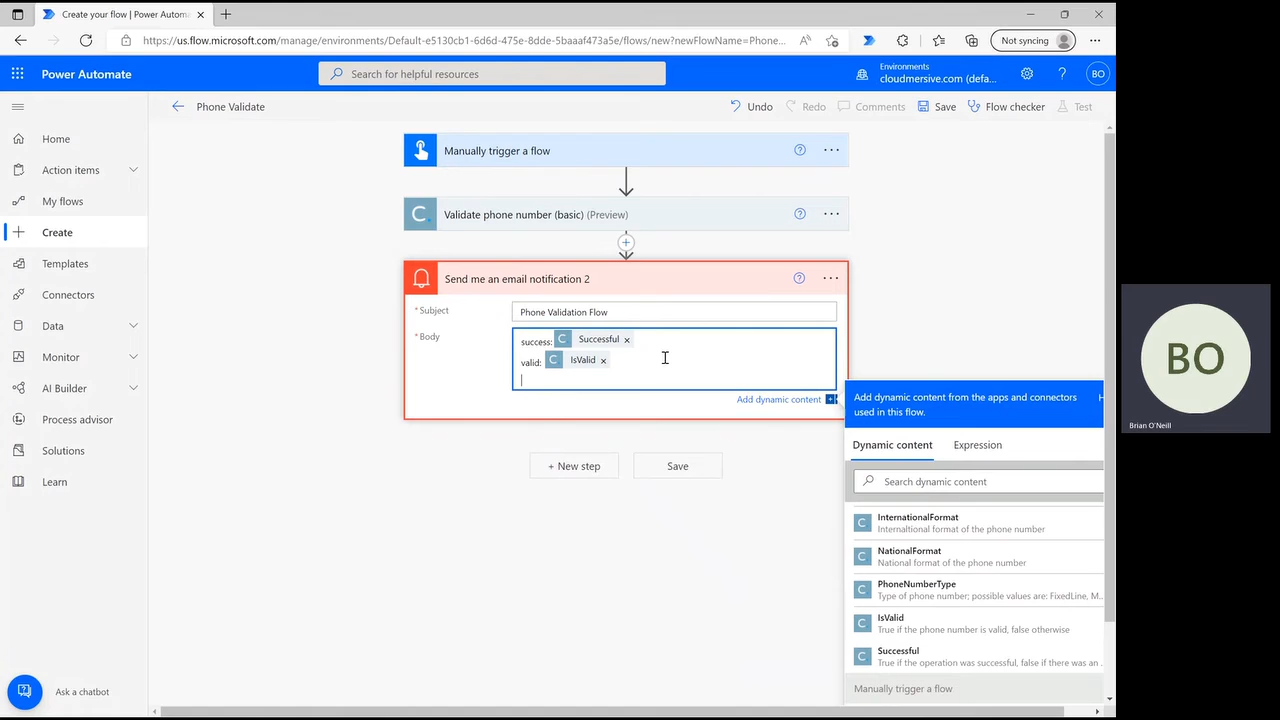 Create your flow | Power Automa
https://us.flow.microsoft.com/manage/environments/Default-e5130cb1-6d6d-475e-8dde-5baaaf473a5e/flows/new?newFlowName=Phone...
Not syncing
Power Automate
Search for helpful resources
Environments
cloudmersive.com (defa...
BO
Phone Validate
Undo
Redo
Comments
Save
Flow checker
Test
Home
Action items
My flows
Create
Templates
Connectors
Data
Monitor
AI Builder
Process advisor
Solutions
Learn
Ask a chatbot
Manually trigger a flow
Validate phone number (basic) (Preview)
Send me an email notification 2
* Subject
Phone Validation Flow
* Body
success: Successful
valid: IsValid
Add dynamic content
+ New step
Save
Add dynamic content from the apps and connectors
used in this flow.
H
Dynamic content
Expression
Search dynamic content
InternationalFormat
Internaltional format of the phone number
NationalFormat
National format of the phone number
PhoneNumberType
Type of phone number; possible values are: FixedLine, M...
IsValid
True if the phone number is valid, false otherwise
Successful
True if the operation was successful, false if there was an ...
Manually trigger a flow
BO
Brian O'Neill